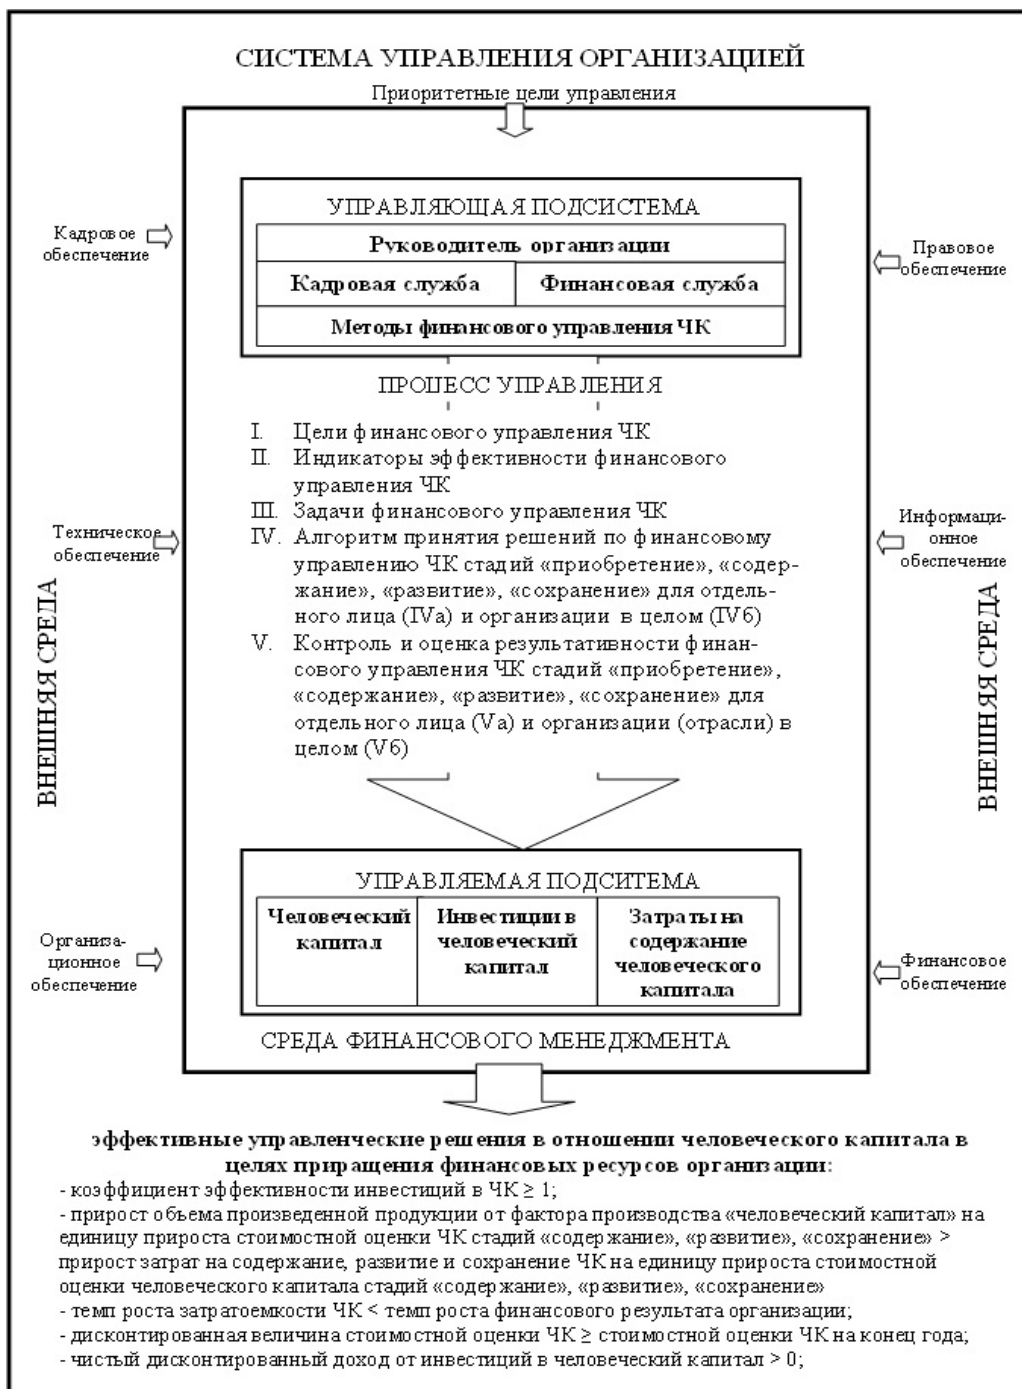 СИСТЕМА УПРАВЛЕНИЯ ОРГАНИЗАЦИЕЙ
Приоритетные цели управления
УПРАВЛЯЮЩАЯ ПОДСИСТЕМА
Руководитель организации
Кадровая служба
Финансовая служба
Методы финансового управления ЧК
Кадровое
обеспечение
Правовое
обеспечение
ПРОЦЕСС УПРАВЛЕНИЯ
I. Цели финансового управления ЧК
II. Индикаторы эффективности финансового
управления ЧК
III. Задачи финансового управления ЧК
IV. Алгоритм принятия решений по финансовому
управлению ЧК стадий «приобретение», «содер-
жание», «развитие», «сохранение» для отдель-
ного лица (IVа) и организации в целом (IVб)
V. Контроль и оценка результативности финан-
сового управления ЧК стадий «приобретение»,
«содержание», «развитие», «сохранение» для
отдельного лица (Vа) и организации (отрасли) в
целом (Vб)
Техническое
обеспечение
Информаци-
онное
обеспечение
ВНЕШНЯЯ СРЕДА
ВНЕШНЯЯ СРЕДА
УПРАВЛЯЕМАЯ ПОДСИТЕМА
Человеческий
капитал
Инвестиции в
человеческий
капитал
Затраты на
содержание
человеческого
капитала
Организа-
ционное
обеспечение
Финансовое
обеспечение
СРЕДА ФИНАНСОВОГО МЕНЕДЖМЕНТА
эффективные управленческие решения в отношении человеческого капитала в
целях приращения финансовых ресурсов организации:
- коэффициент эффективности инвестиций в ЧК ≥ 1;
- прирост объема произведенной продукции от фактора производства «человеческий капитал» на
единицу прироста стоимостной оценки ЧК стадий «содержание», «развитие», «сохранение» >
прирост затрат на содержание, развитие и сохранение ЧК на единицу прироста стоимостной
оценки человеческого капитала стадий «содержание», «развитие», «сохранение»
- темп роста затратоемкости ЧК < темп роста финансового результата организации;
- дисконтированная величина стоимостной оценки ЧК ≥ стоимостной оценки ЧК на конец года;
- чистый дисконтированный доход от инвестиций в человеческий капитал > 0;